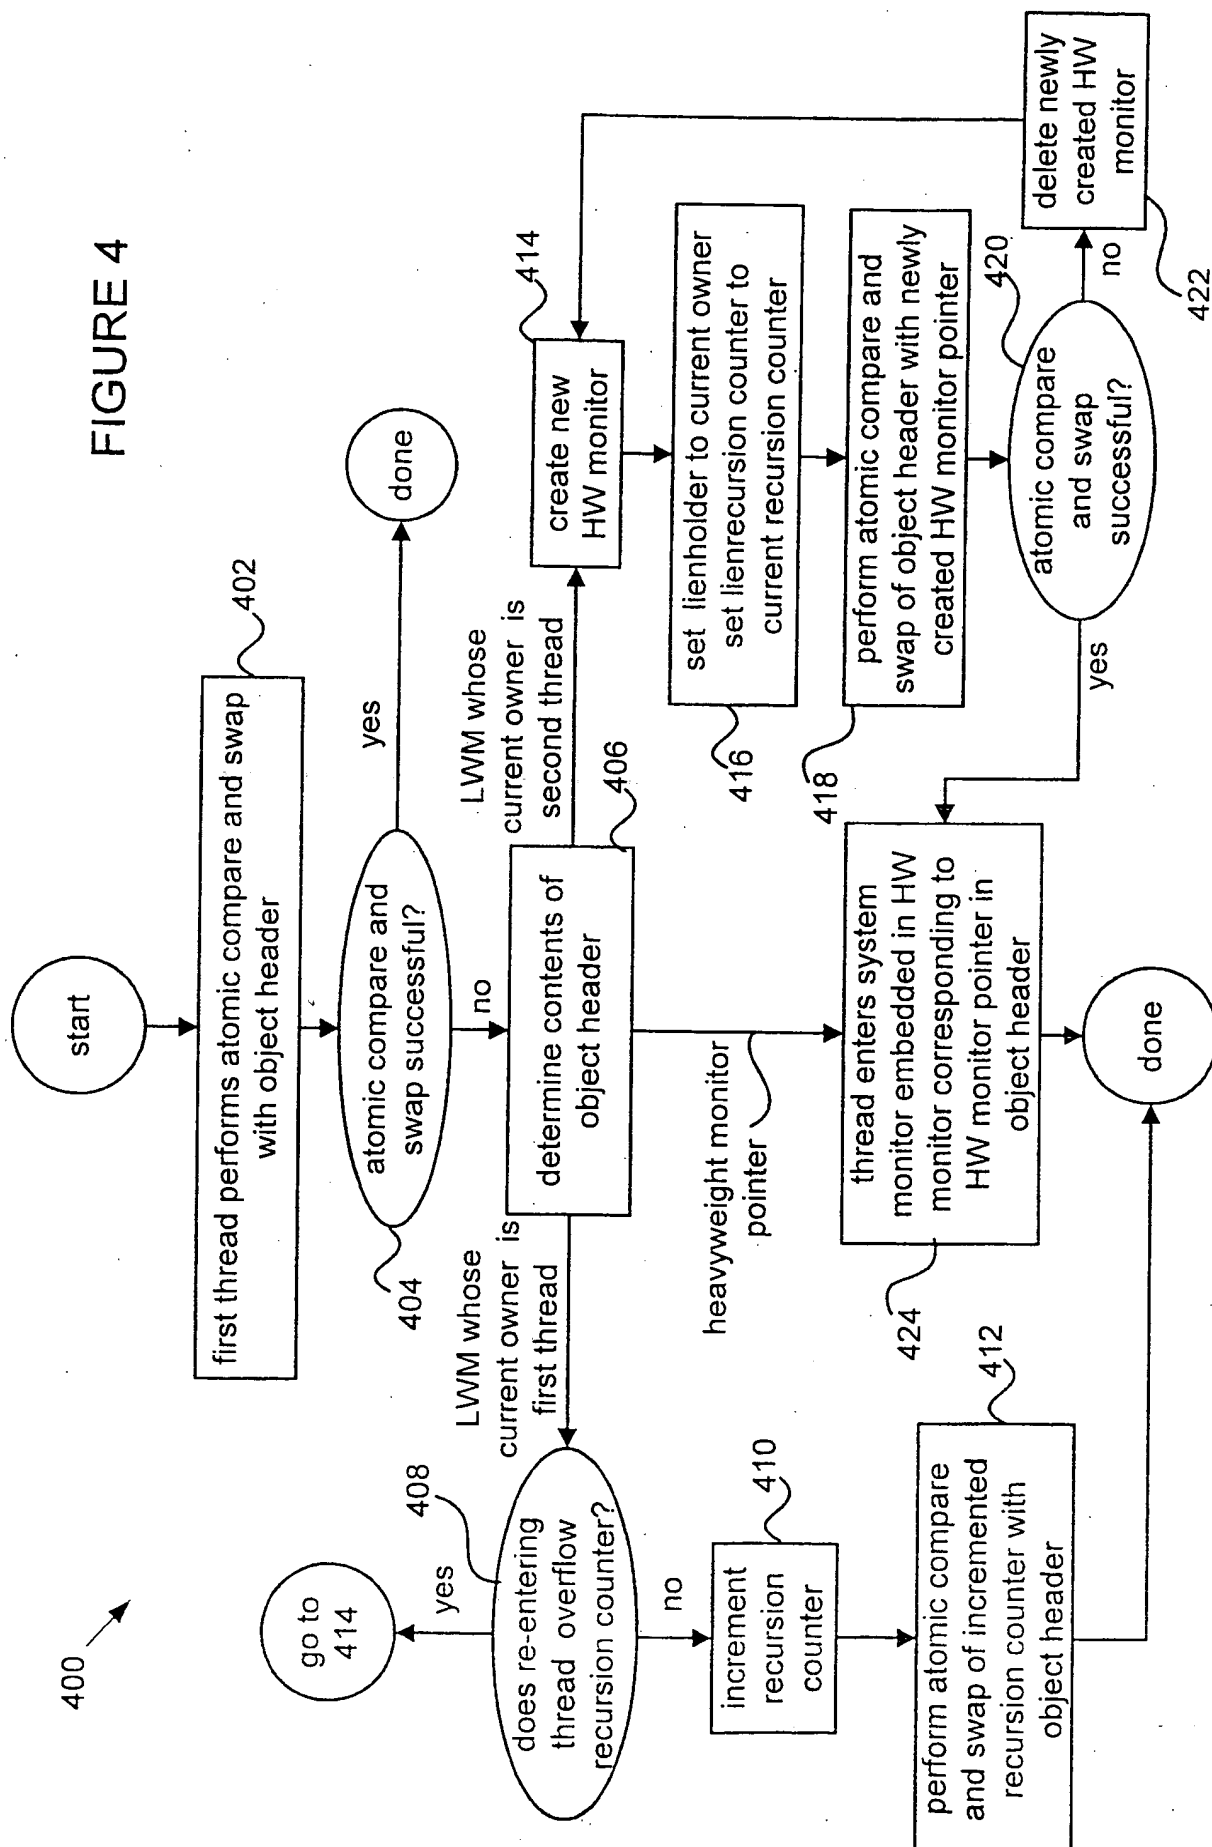 FIGURE 4
400
start
first thread performs atomic compare and swap
with object header
402
atomic compare and
swap successful?
404
yes
done
no
determine contents of
object header
406
LWM whose
current owner is
first thread
LWM whose
current owner is
second thread
heavyweight monitor
pointer
408
does re-entering
thread overflow
recursion counter?
yes
go to
414
no
increment
recursion
counter
410
perform atomic compare
and swap of incremented
recursion counter with
object header
412
create new
HW monitor
414
set lienholder to current owner
set lienrecursion counter to
current recursion counter
416
perform atomic compare and
swap of object header with newly
created HW monitor pointer
418
atomic compare
and swap
successful?
420
no
delete newly
created HW
monitor
422
yes
thread enters system
monitor embedded in HW
monitor corresponding to
HW monitor pointer in
object header
424
done